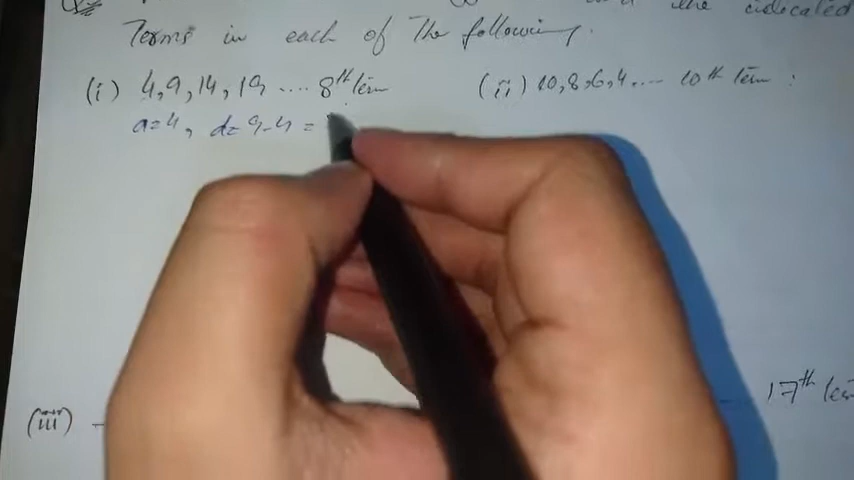 the
Terms in each of The following.
(i) 4, 9, 14, 19 .... 8th term
(ii) 10, 8, 6, 4.... 10th term :
a=4, d=9-4=
(iii)
17th